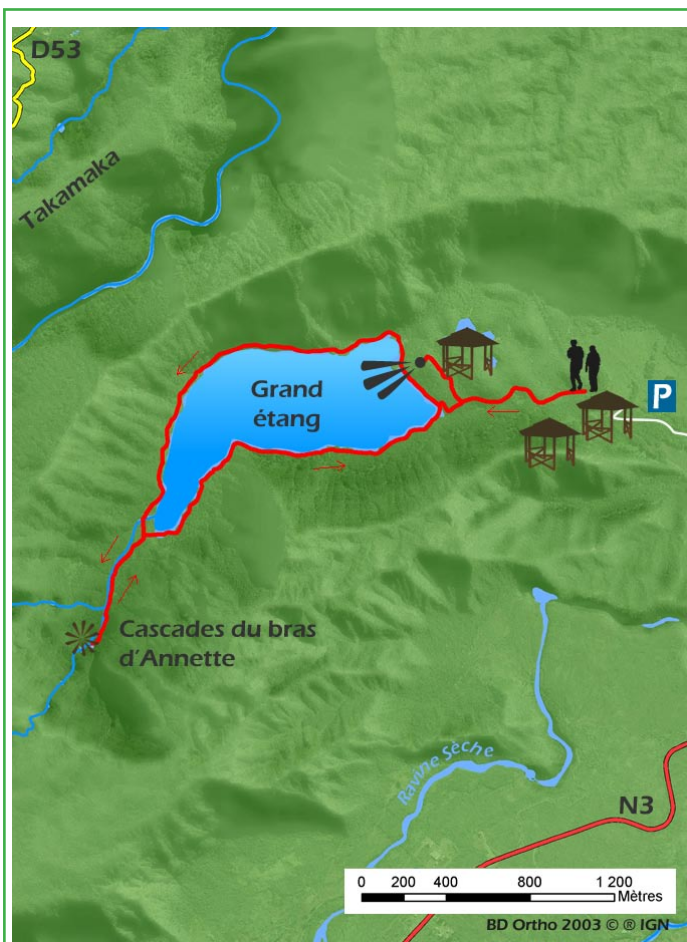 D53
Takamaka
Grand
étang
P
Cascades du bras
d'Annette
Ravine Sèche
N3
0 200 400 800 1 200
Mètres
BD Ortho 2003 © ® IGN